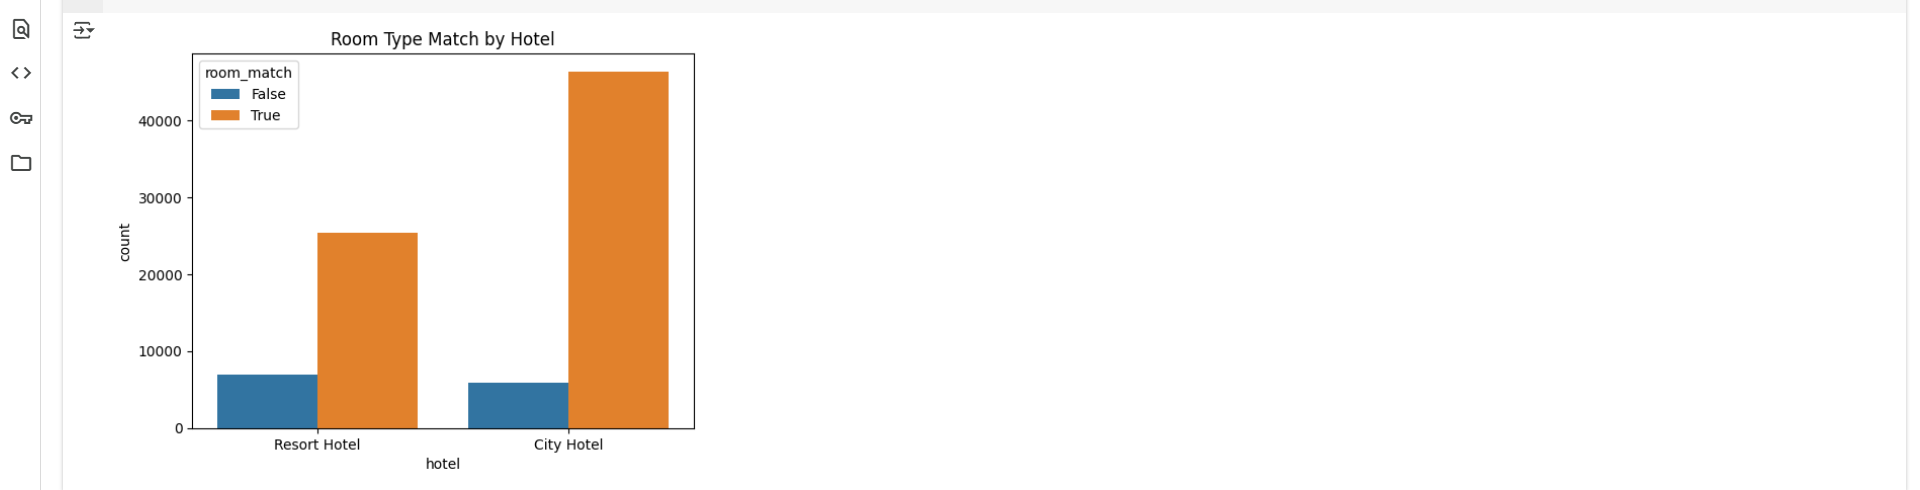 Room Type Match by Hotel
room_match
False
True
40000
30000
20000
10000
0
count
Resort Hotel
City Hotel
hotel